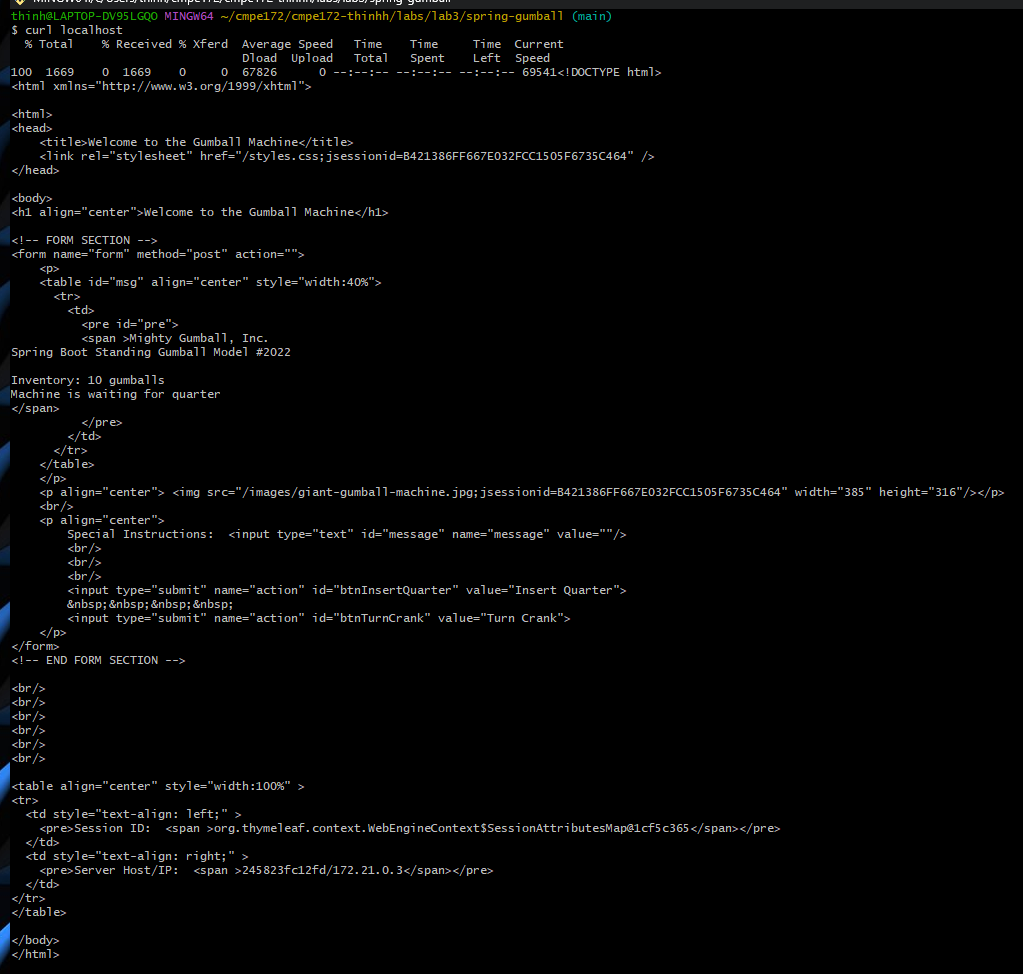 thinh@LAPTOP-DV95LGQO MINGW64 ~/cmpe172/cmpe172-thinhh/labs/lab3/spring-gumball (main)
$ curl localhost
  % Total    % Received % Xferd  Average Speed   Time    Time     Time  Current
                                 Dload  Upload   Total   Spent    Left  Speed
100  1669    0  1669    0     0  67826      0 --:--:-- --:--:-- --:--:-- 69541<!DOCTYPE html>
<html xmlns="http://www.w3.org/1999/xhtml">

<html>
<head>
    <title>Welcome to the Gumball Machine</title>
    <link rel="stylesheet" href="/styles.css;jsessionid=B421386FF667E032FCC1505F6735C464" />
</head>

<body>
<h1 align="center">Welcome to the Gumball Machine</h1>

<!-- FORM SECTION -->
<form name="form" method="post" action="">
    <p>
    <table id="msg" align="center" style="width:40%">
      <tr>
        <td>
          <pre id="pre">
          <span >Mighty Gumball, Inc.
Spring Boot Standing Gumball Model #2022

Inventory: 10 gumballs
Machine is waiting for quarter
</span>
          </pre>
        </td>
      </tr>
    </table>
    </p>
    <p align="center"> <img src="/images/giant-gumball-machine.jpg;jsessionid=B421386FF667E032FCC1505F6735C464" width="385" height="316"/></p>
    <br/>
    <p align="center">
        Special Instructions:  <input type="text" id="message" name="message" value=""/>
        <br/>
        <br/>
        <br/>
        <input type="submit" name="action" id="btnInsertQuarter" value="Insert Quarter">
        &nbsp;&nbsp;&nbsp;&nbsp;
        <input type="submit" name="action" id="btnTurnCrank" value="Turn Crank">
    </p>
</form>
<!-- END FORM SECTION -->

<br/>
<br/>
<br/>
<br/>
<br/>
<br/>

<table align="center" style="width:100%" >
<tr>
  <td style="text-align: left;" >
    <pre>Session ID:  <span >org.thymeleaf.context.WebEngineContext$SessionAttributesMap@1cf5c365</span></pre>
  </td>
  <td style="text-align: right;" >
    <pre>Server Host/IP:  <span >245823fc12fd/172.21.0.3</span></pre>
  </td>
</tr>
</table>

</body>
</html>